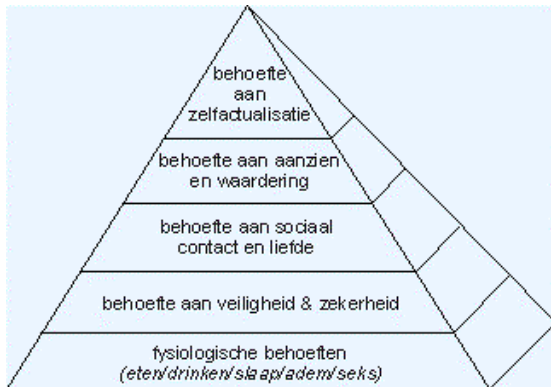 behoefte
aan
zelfactualisatie
behoefte aan aanzien
en waardering
behoefte aan sociaal
contact en liefde
behoefte aan veiligheid & zekerheid
fysiologische behoeften
(eten/drinken/slaap/adem/seks)